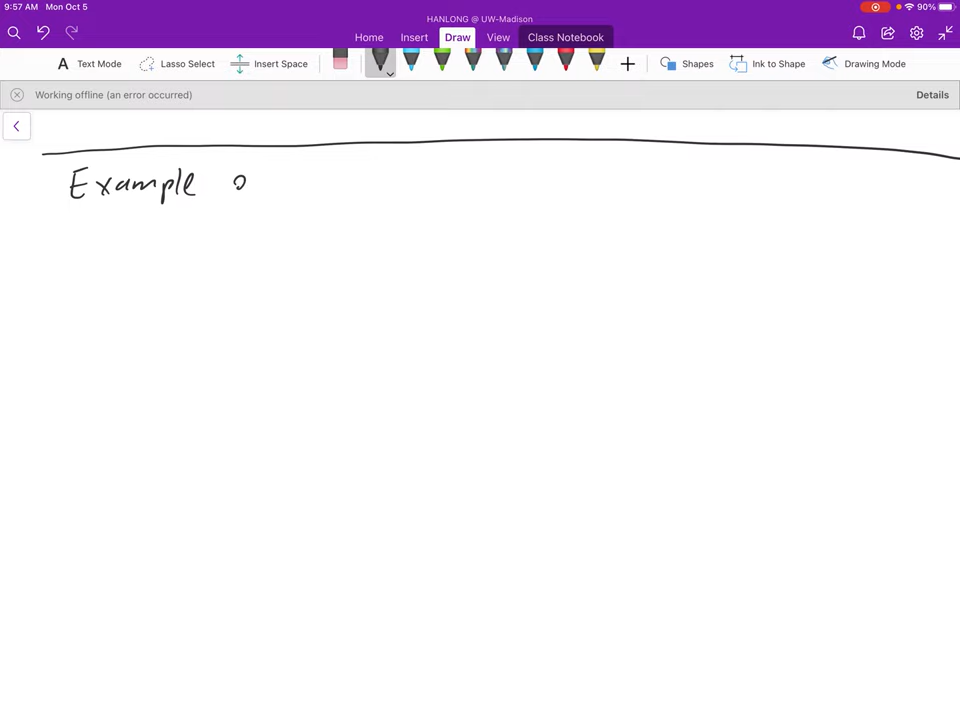 9:57 AM Mon Oct 5 90%
HANLONG @ UW-Madison
Home Insert Draw View Class Notebook
A Text Mode Lasso Select Insert Space Shapes Ink to Shape Drawing Mode
Working offline (an error occurred) Details
Example o